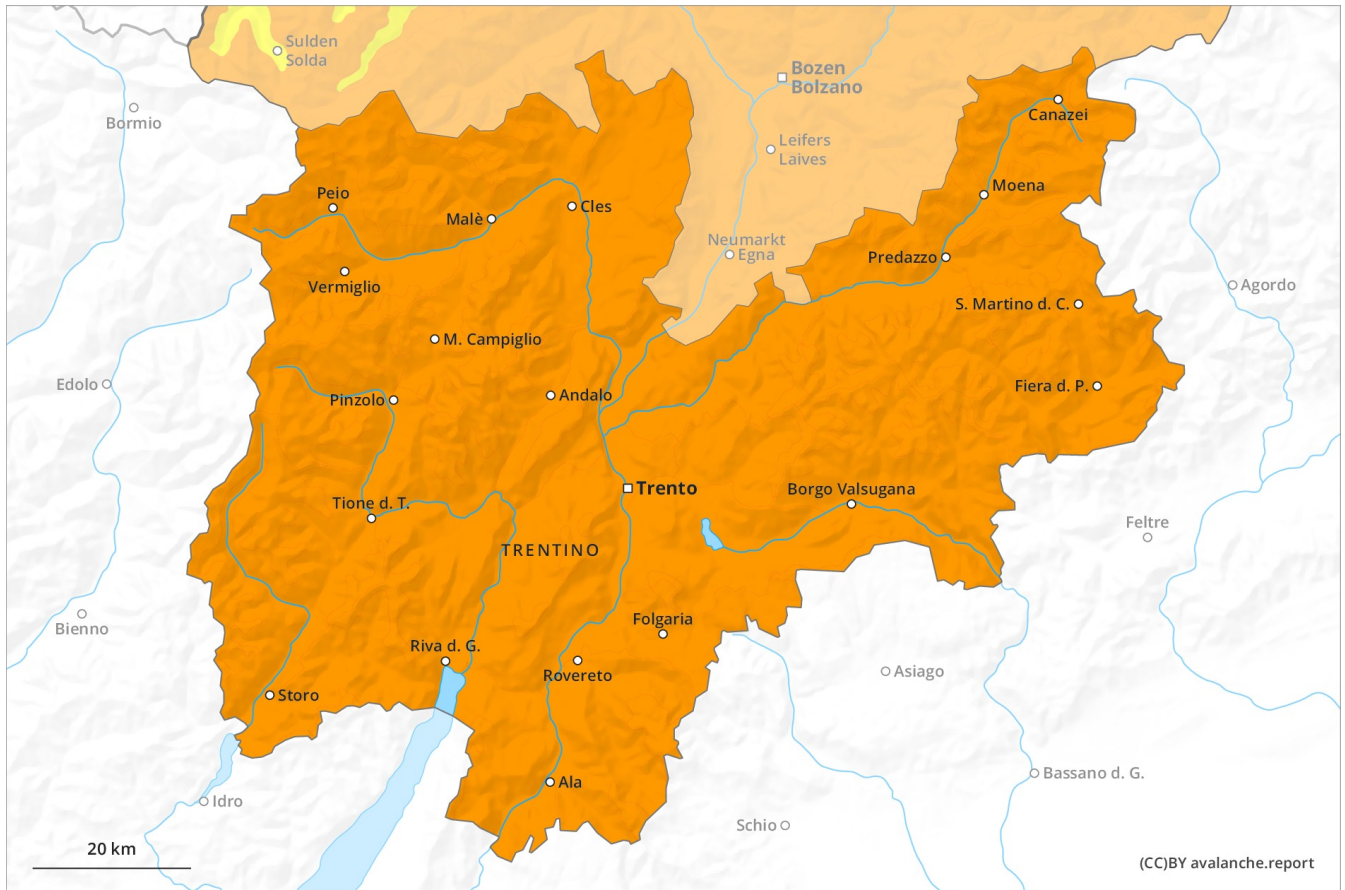 Sulden
Solda
Bozen
Bolzano
Bormio
Canazei
Leifers
Laives
Peio
Moena
Malè
Cles
Neumarkt
Egna
Predazzo
Vermiglio
Agordo
S. Martino d. C.
M. Campiglio
Edolo
Andalo
Fiera d. P.
Pinzolo
Trento
Borgo Valsugana
Tione d. T.
Feltre
TRENTINO
Folgaria
Bienno
Riva d. G.
Rovereto
Asiago
Storo
Bassano d. G.
Ala
Idro
Schio
20 km
(CC)BY avalanche.report